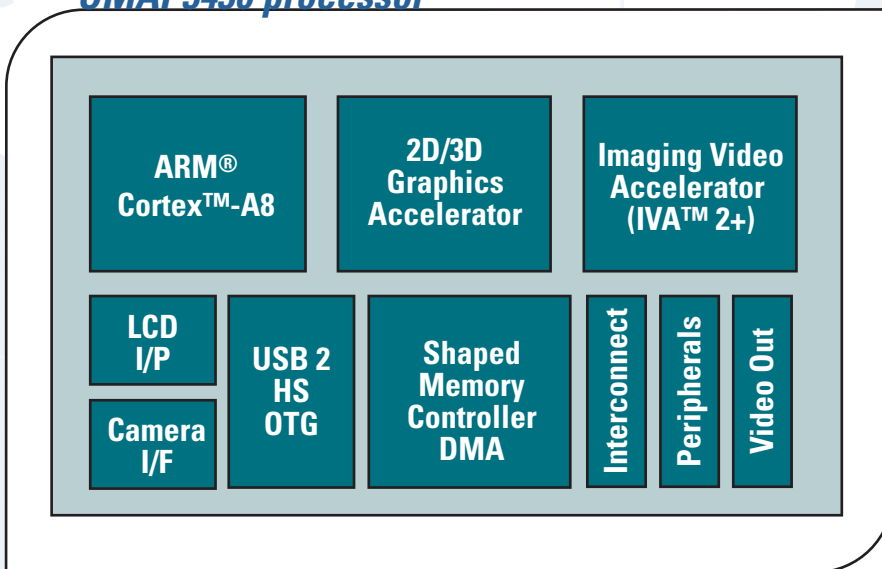 processor
ARM®
Cortex™-A8
2D/3D
Graphics
Accelerator
Imaging Video
Accelerator
(IVA™ 2+)
LCD
I/P
Camera
I/F
USB 2
HS
OTG
Shaped
Memory
Controller
DMA
Interconnect
Peripherals
Video Out